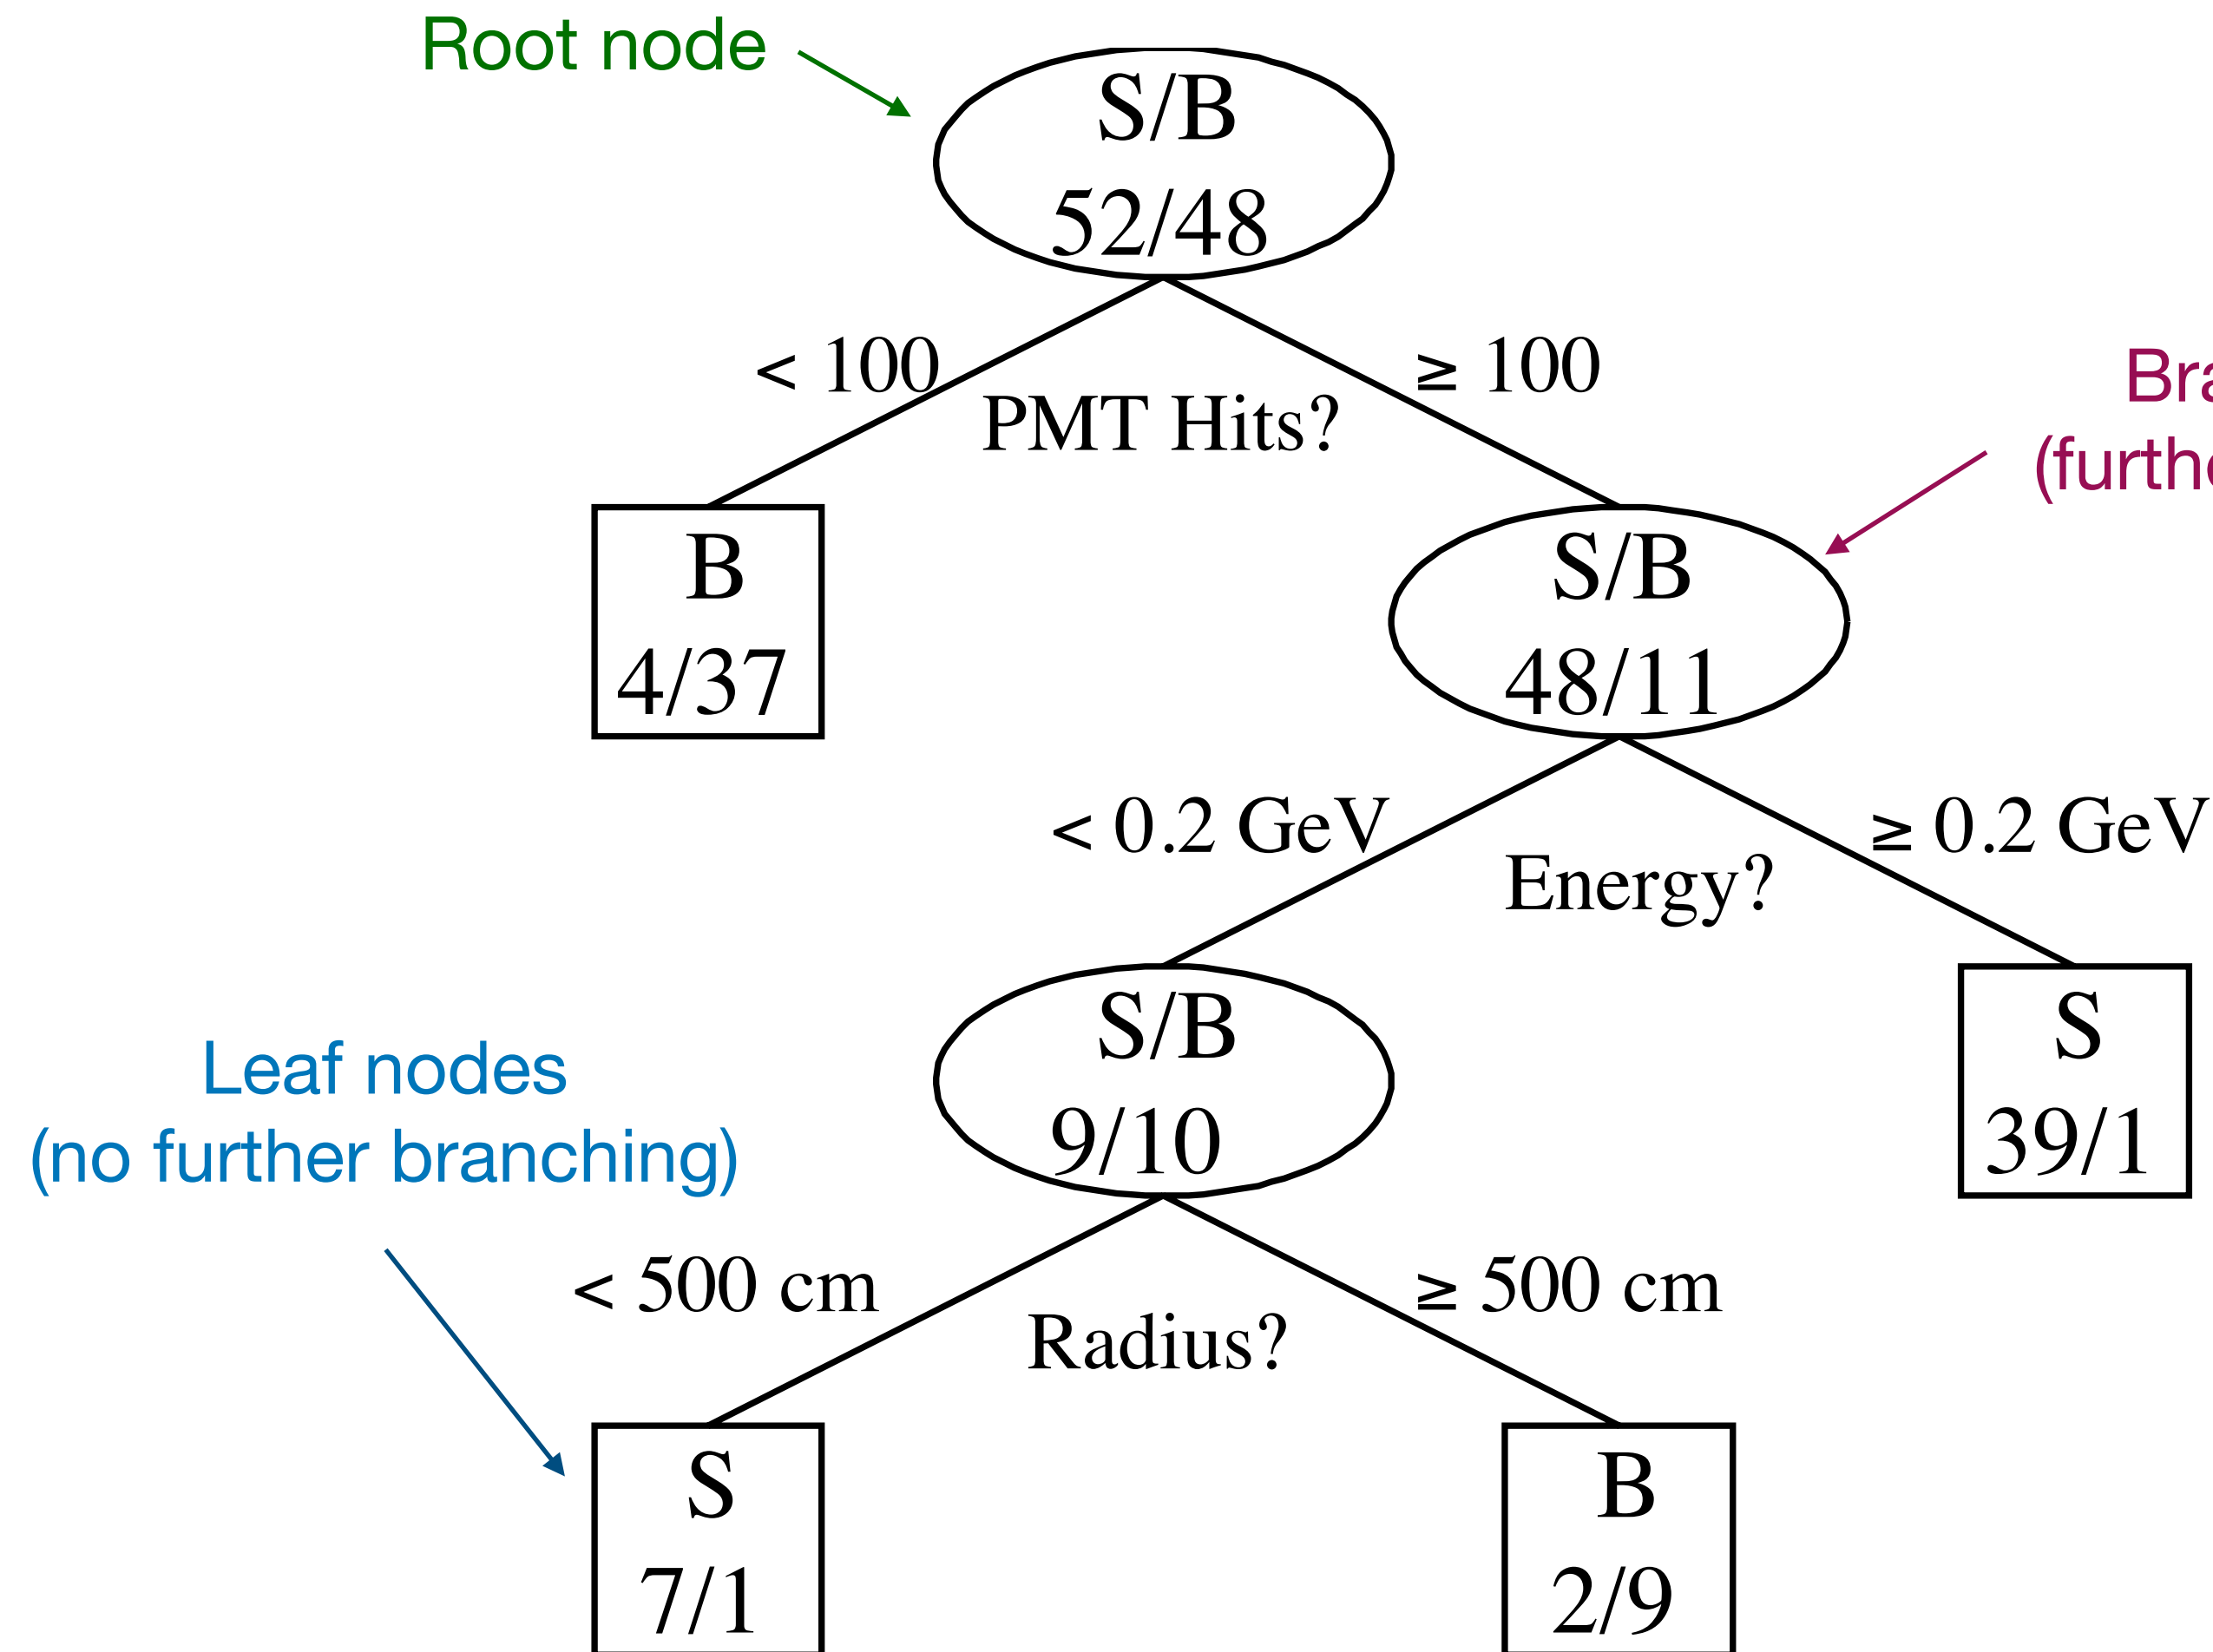 Root node
S/B
52/48
< 100
≥ 100
PMT Hits?
B
4/37
S/B
48/11
< 0.2 GeV
≥ 0.2 GeV
Energy?
Leaf nodes
(no further branching)
S/B
9/10
S
39/1
< 500 cm
≥ 500 cm
Radius?
S
7/1
B
2/9